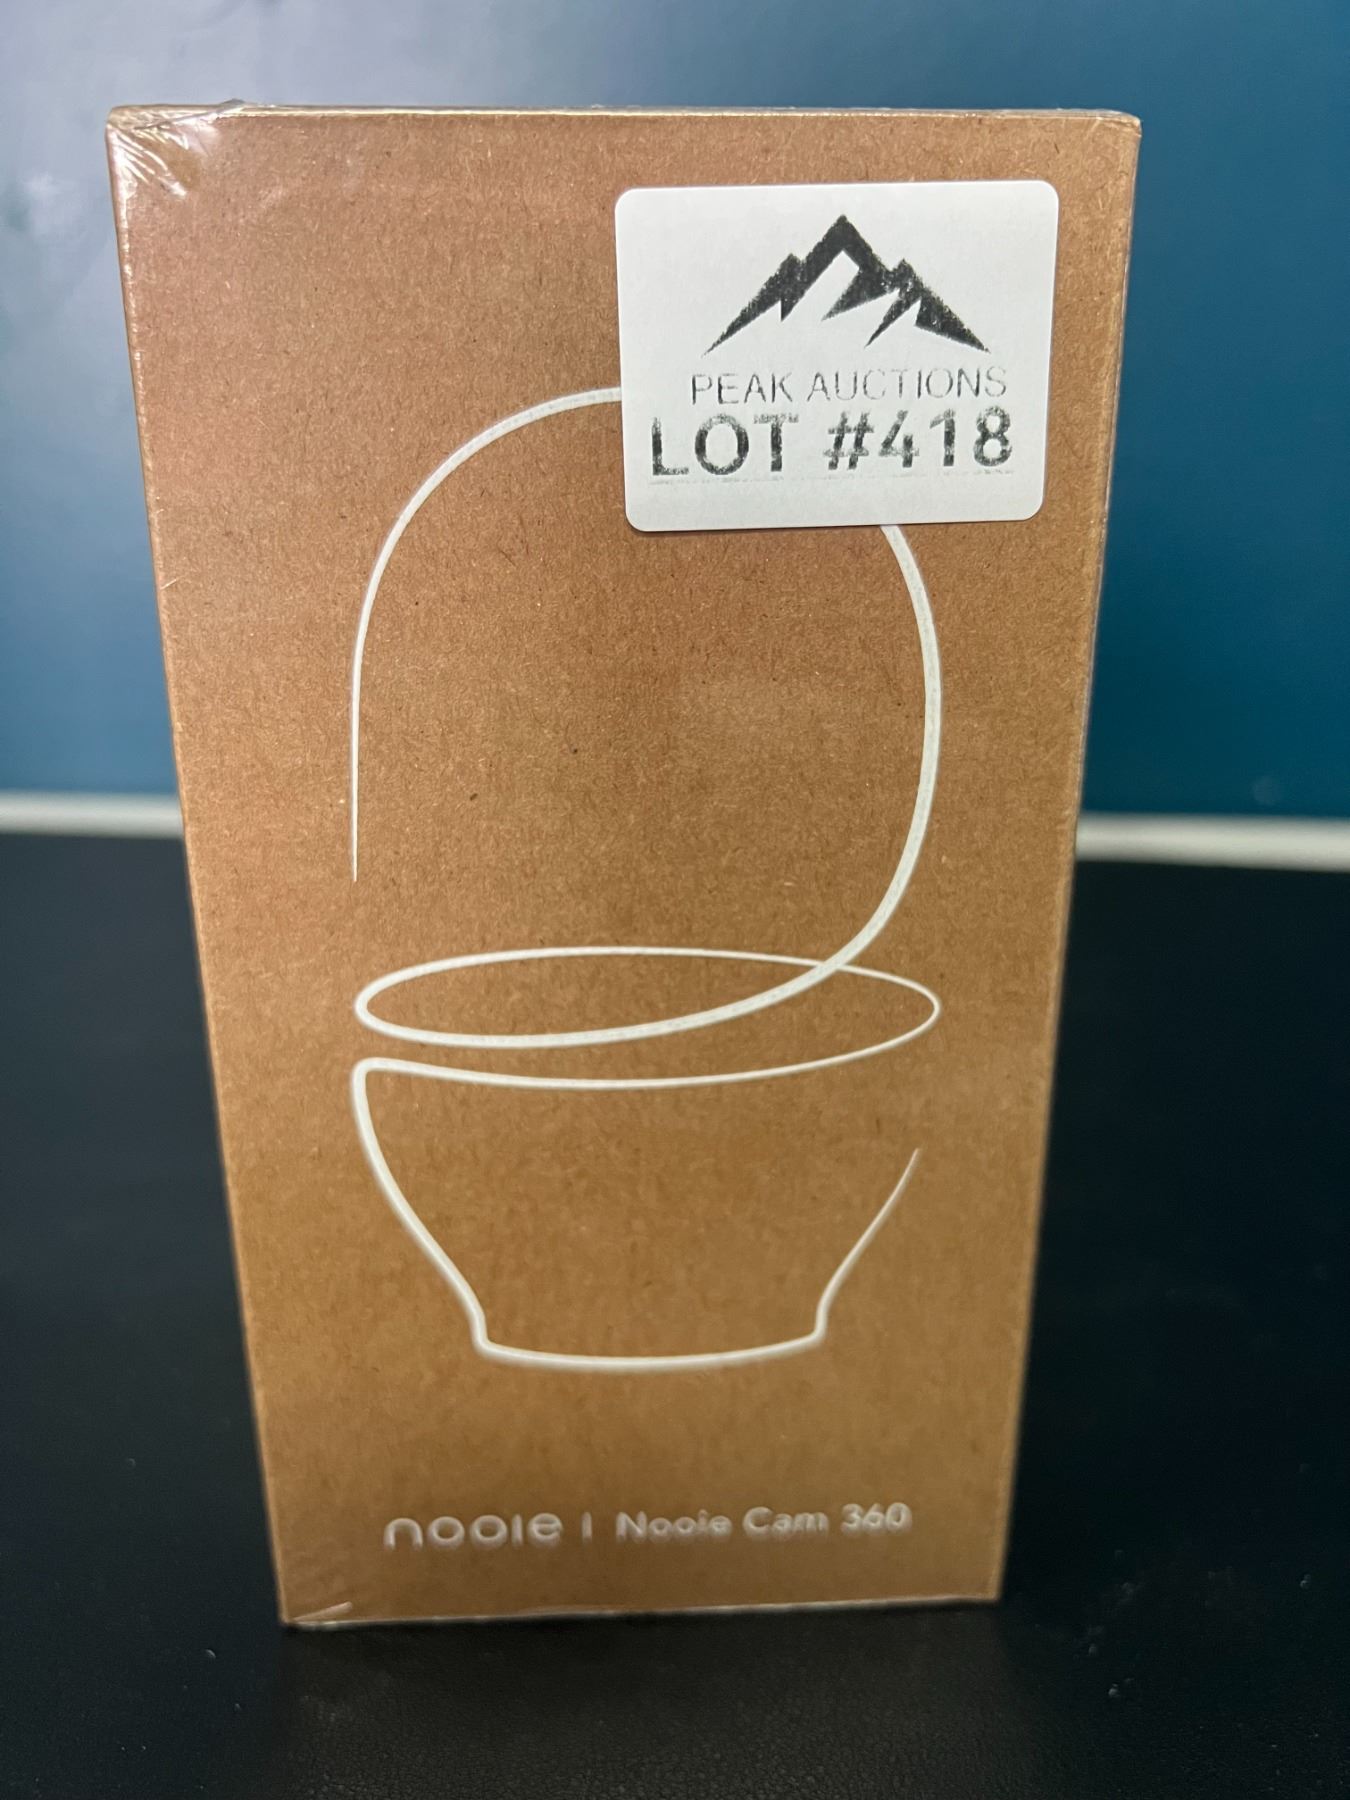 PEAK AUCTIONS
LOT #418
nooie | Nooie Cam 360